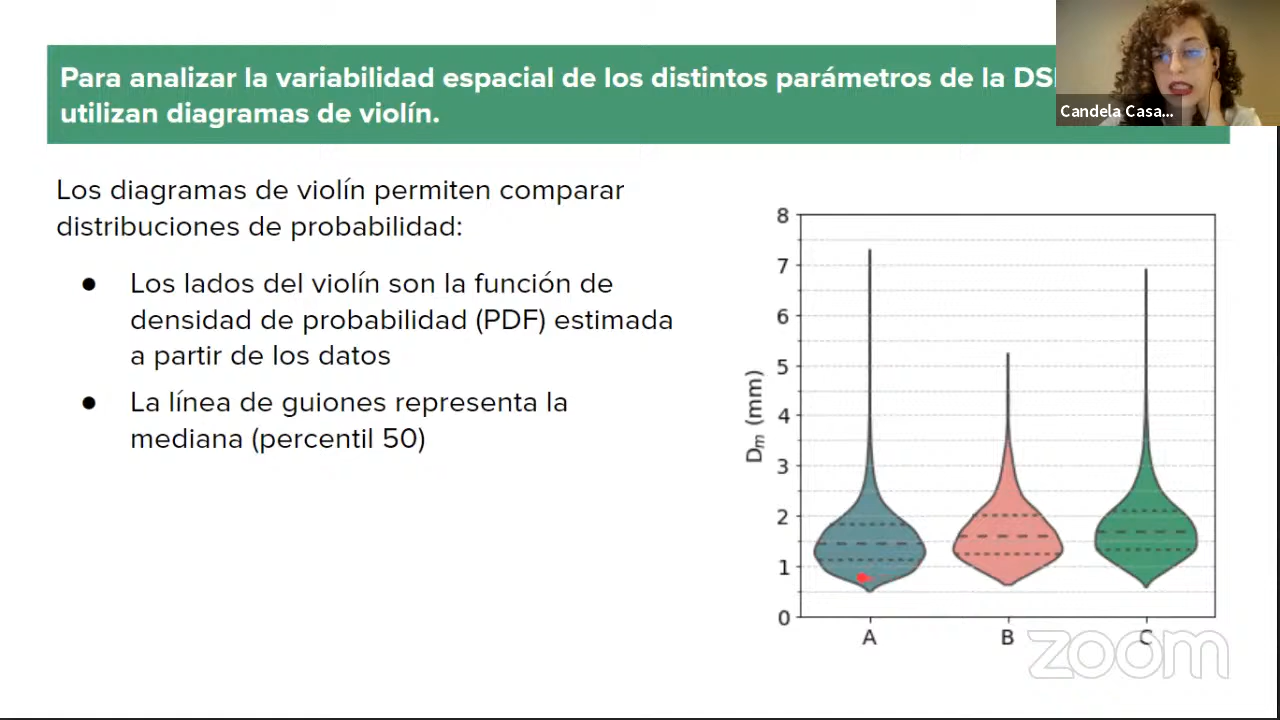 Para analizar la variabilidad espacial de los distintos parámetros de la
utilizan diagramas de violín.
Candela Casa...
Los diagramas de violín permiten comparar
distribuciones de probabilidad:
● Los lados del violín son la función de
densidad de probabilidad (PDF) estimada
a partir de los datos
● La línea de guiones representa la
mediana (percentil 50)
8
7
6
5
4
3
2
1
0
Dm (mm)
A B C
zoom